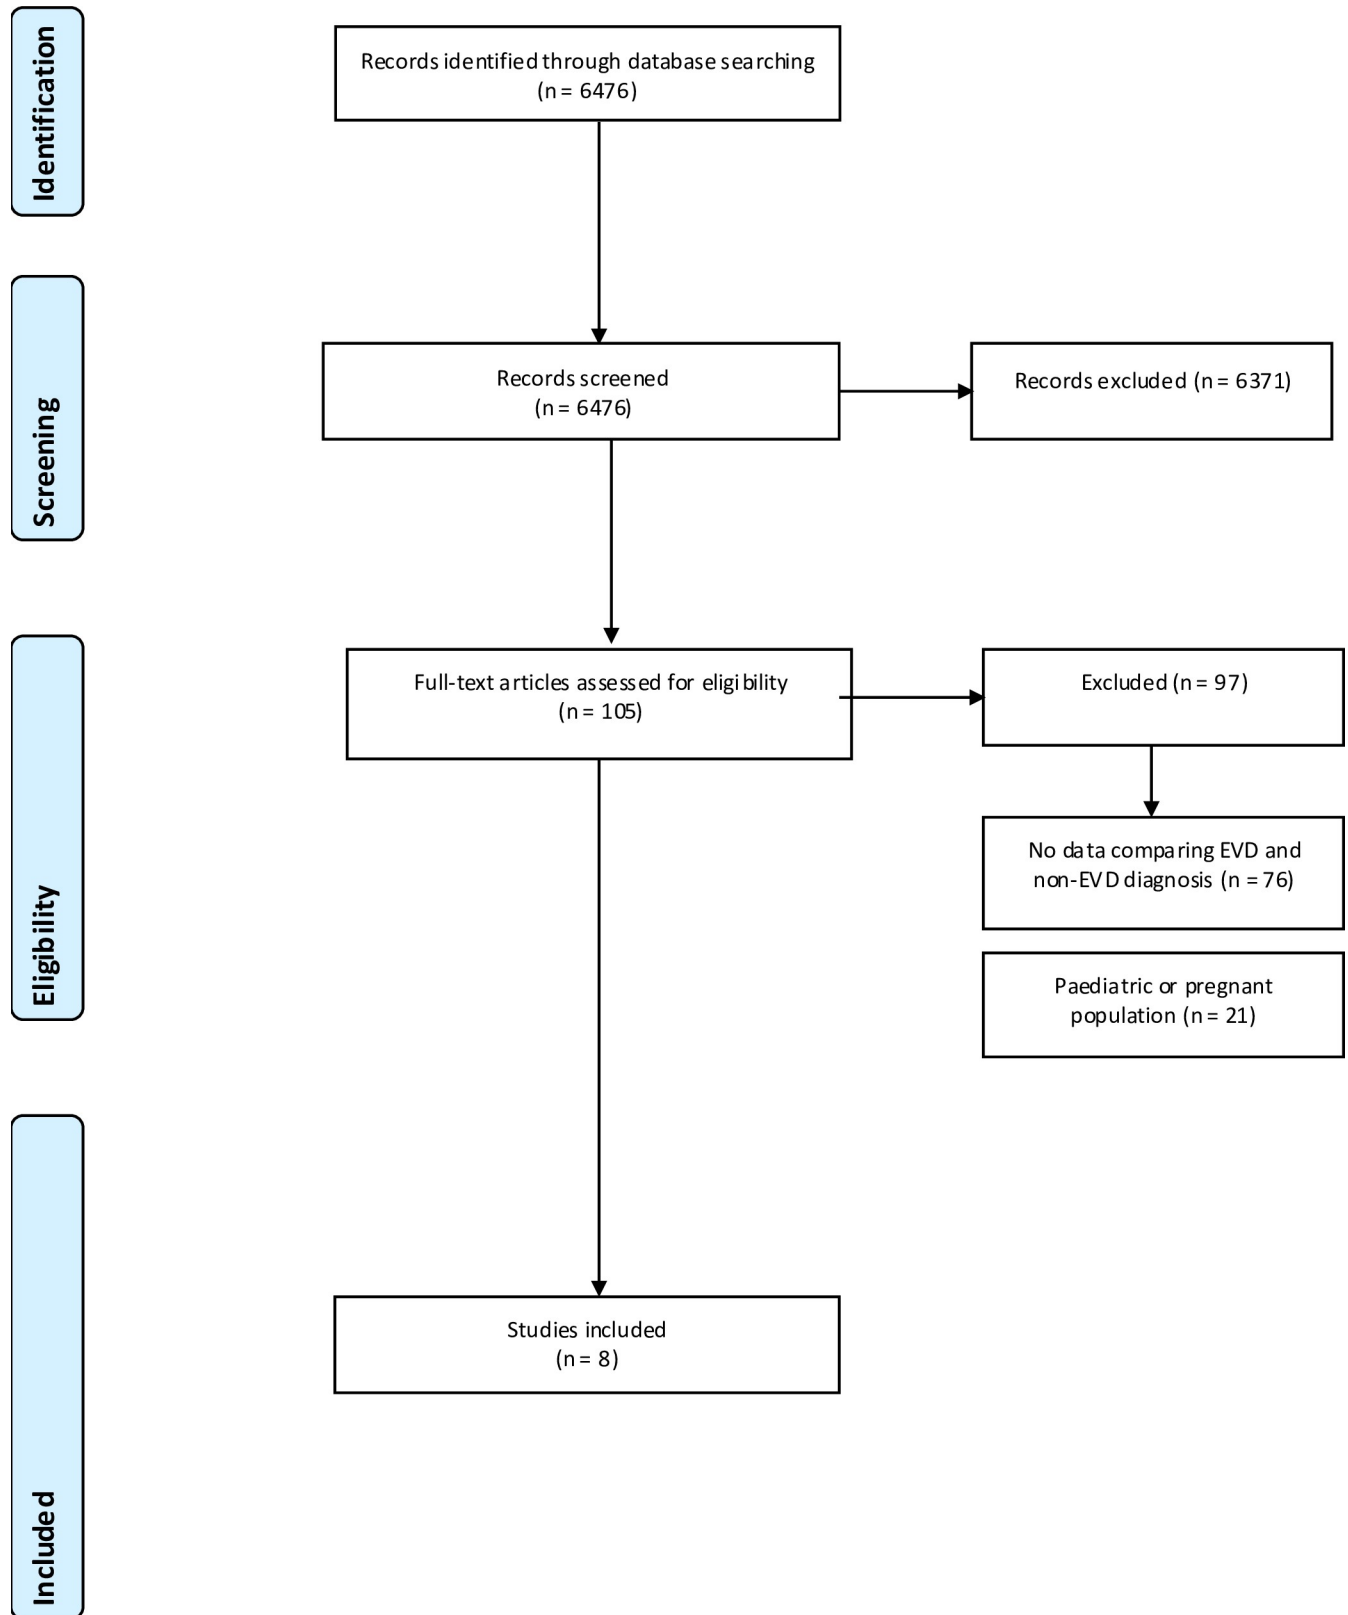 Identification
Records identified through database searching
(n = 6476)
Screening
Records screened
(n = 6476)
Records excluded (n = 6371)
Eligibility
Full-text articles assessed for eligibility
(n = 105)
Excluded (n = 97)
No data comparing EVD and
non-EVD diagnosis (n = 76)
Paediatric or pregnant
population (n = 21)
Included
Studies included
(n = 8)